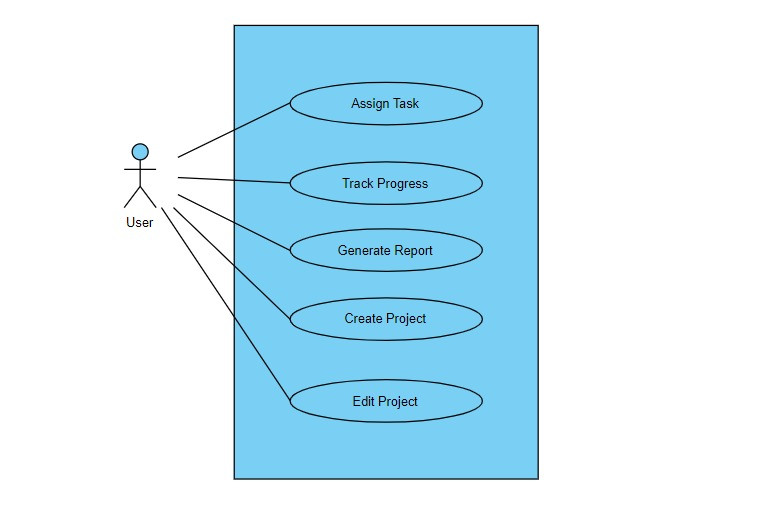 Assign Task
Track Progress
User
Generate Report
Create Project
Edit Project